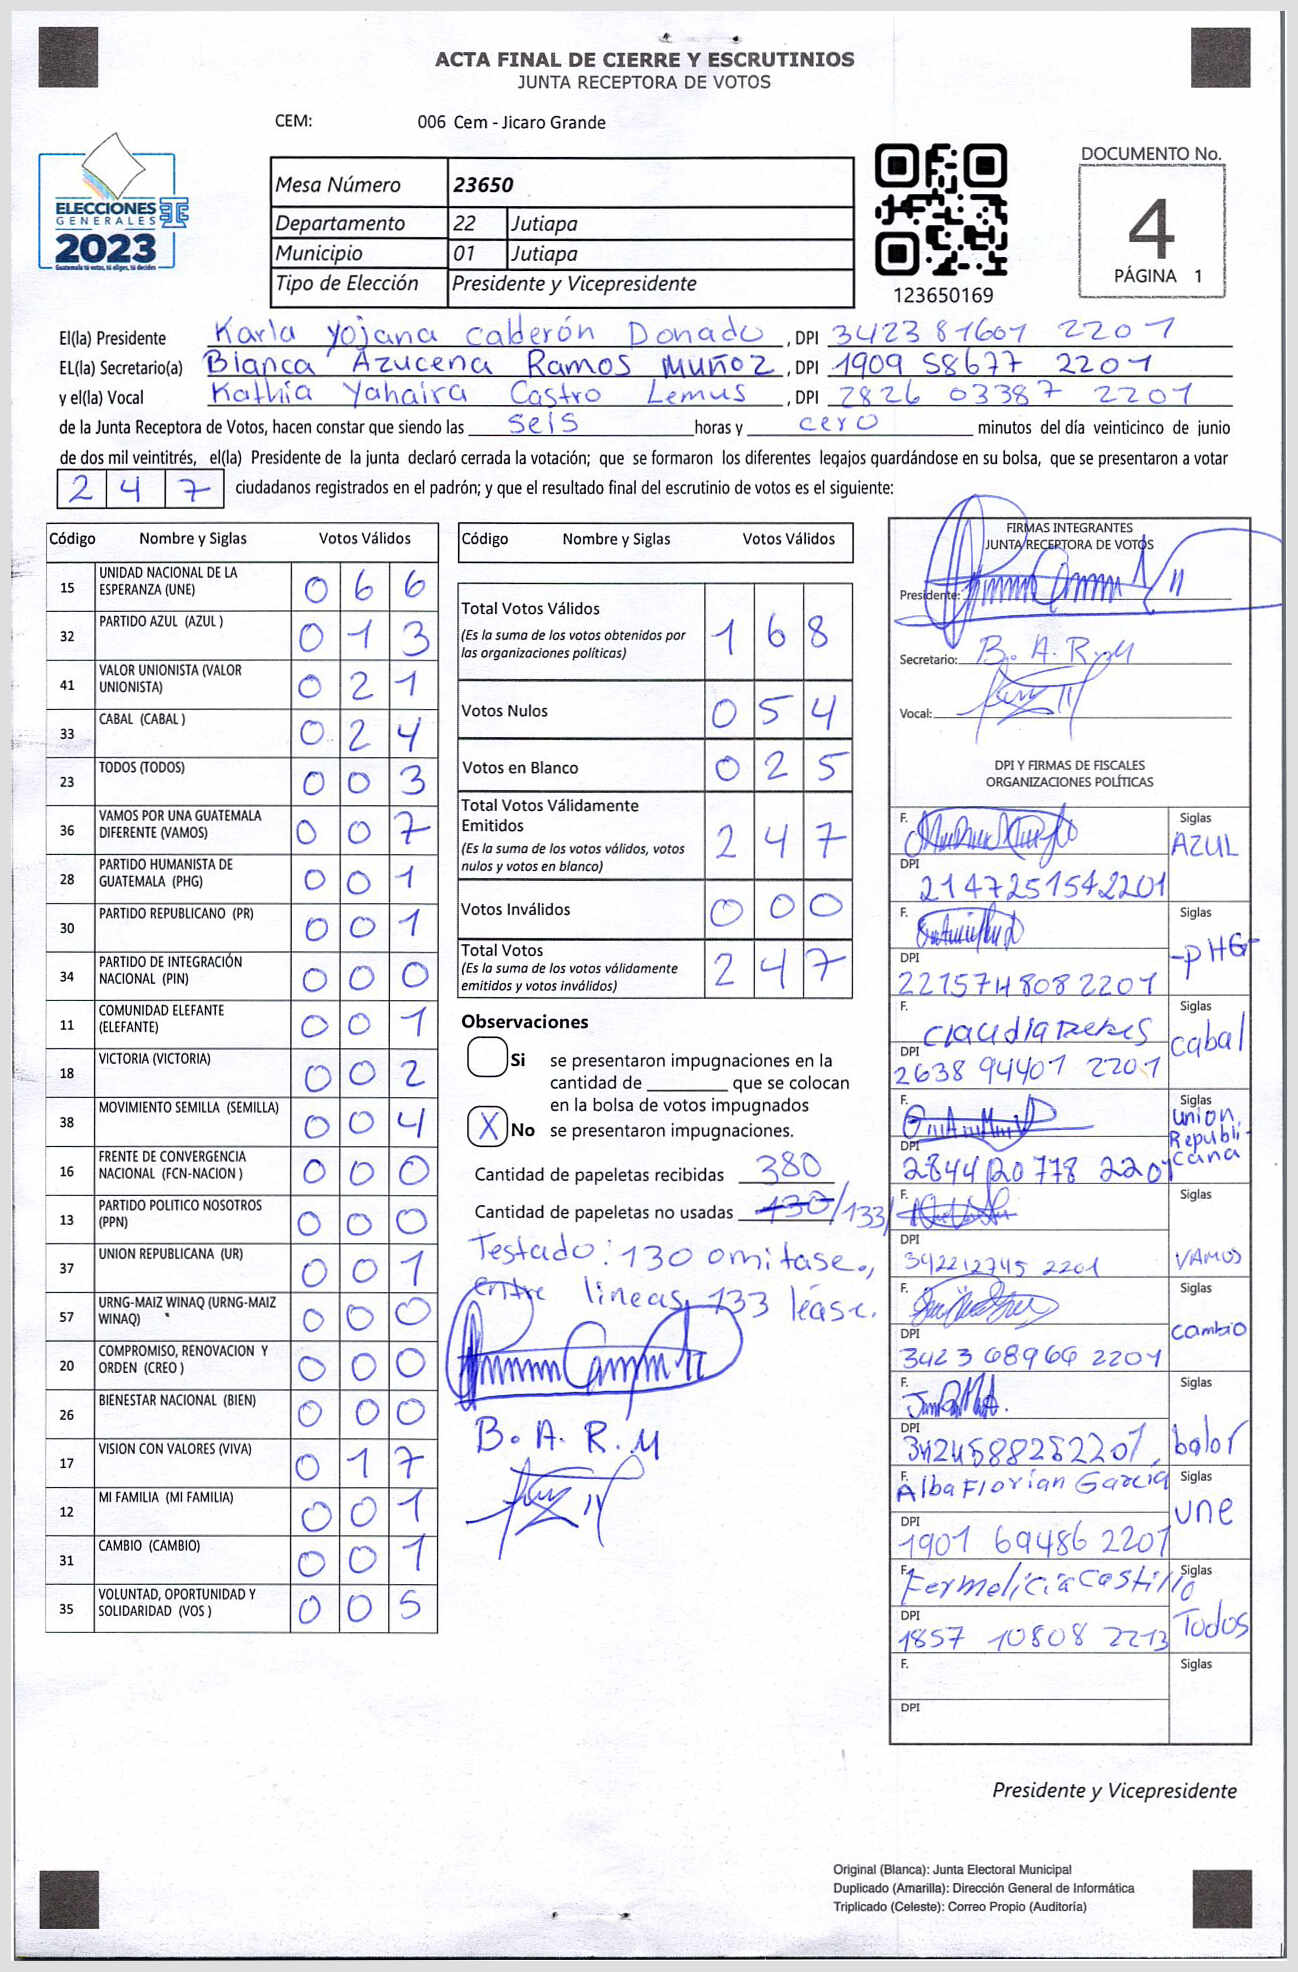 ACTA FINAL DE CIERRE Y ESCRUTINIOS
JUNTA RECEPTORA DE VOTOS
CEM: 006 Cem - Jicaro Grande
ELECCIONES
GENERALES
2023
Guatemala tú votas, tú eliges, tú decides
Mesa Número 23650
Departamento 22 Jutiapa
Municipio 01 Jutiapa
Tipo de Elección Presidente y Vicepresidente
123650169
DOCUMENTO No.
4
PÁGINA 1
El(la) Presidente Karla Yojana Calderón Donado, DPI 3423 81601 2201
EL(la) Secretario(a) Blanca Azucena Ramos Muñoz, DPI 1909 58677 2201
y el(la) Vocal Kathia Yahaira Castro Lemus, DPI 2826 03387 2201
de la Junta Receptora de Votos, hacen constar que siendo las seis horas y cero minutos del día veinticinco de junio
de dos mil veintitrés, el(la) Presidente de la junta declaró cerrada la votación; que se formaron los diferentes legajos guardándose en su bolsa, que se presentaron a votar
2 4 7 ciudadanos registrados en el padrón; y que el resultado final del escrutinio de votos es el siguiente:
Código Nombre y Siglas Votos Válidos
15 UNIDAD NACIONAL DE LA ESPERANZA (UNE) 0 6 6
32 PARTIDO AZUL (AZUL ) 0 1 3
41 VALOR UNIONISTA (VALOR UNIONISTA) 0 2 1
33 CABAL (CABAL ) 0 2 4
23 TODOS (TODOS) 0 0 3
36 VAMOS POR UNA GUATEMALA DIFERENTE (VAMOS) 0 0 7
28 PARTIDO HUMANISTA DE GUATEMALA (PHG) 0 0 1
30 PARTIDO REPUBLICANO (PR) 0 0 1
34 PARTIDO DE INTEGRACIÓN NACIONAL (PIN) 0 0 0
11 COMUNIDAD ELEFANTE (ELEFANTE) 0 0 1
18 VICTORIA (VICTORIA) 0 0 2
38 MOVIMIENTO SEMILLA (SEMILLA) 0 0 4
16 FRENTE DE CONVERGENCIA NACIONAL (FCN-NACION ) 0 0 0
13 PARTIDO POLITICO NOSOTROS (PPN) 0 0 0
37 UNION REPUBLICANA (UR) 0 0 1
57 URNG-MAIZ WINAQ (URNG-MAIZ WINAQ) 0 0 0
20 COMPROMISO, RENOVACION Y ORDEN (CREO ) 0 0 0
26 BIENESTAR NACIONAL (BIEN) 0 0 0
17 VISION CON VALORES (VIVA) 0 1 7
12 MI FAMILIA (MI FAMILIA) 0 0 1
31 CAMBIO (CAMBIO) 0 0 1
35 VOLUNTAD, OPORTUNIDAD Y SOLIDARIDAD (VOS ) 0 0 5
Código Nombre y Siglas Votos Válidos
Total Votos Válidos 1 6 8
(Es la suma de los votos obtenidos por las organizaciones políticas)
Votos Nulos 0 5 4
Votos en Blanco 0 2 5
Total Votos Válidamente Emitidos 2 4 7
(Es la suma de los votos válidos, votos nulos y votos en blanco)
Votos Inválidos 0 0 0
Total Votos 2 4 7
(Es la suma de los votos válidamente emitidos y votos inválidos)
Observaciones
Si se presentaron impugnaciones en la
cantidad de ________ que se colocan
en la bolsa de votos impugnados
X No se presentaron impugnaciones.
Cantidad de papeletas recibidas 380
Cantidad de papeletas no usadas 130/133/
Testado: 130 omitase.,
entre lineas, 133 léase.
B. A. R. M
FIRMAS INTEGRANTES
JUNTA RECEPTORA DE VOTOS
Presidente:
Secretario: B. A. R. M
Vocal:
DPI Y FIRMAS DE FISCALES
ORGANIZACIONES POLÍTICAS
F. Siglas AZUL
DPI 2147251542201
F. Siglas -PHG-
DPI
F. Claudia Siglas cabal
DPI 2638 94401 2201
F. Siglas Union Republi-cana
DPI 2844 20778 2201
F. Siglas VAMOS
DPI 342212745 2201
F. Siglas cambio
DPI 3423 68966 2201
F. Siglas balor
DPI 3424588252201
F. Alba Florian García Siglas une
DPI 1901 69486 2201
F. Fermelicia Castillo Siglas Todos
DPI 1857 10808 2213
F. Siglas
DPI
Presidente y Vicepresidente
Original (Blanca): Junta Electoral Municipal
Duplicado (Amarilla): Dirección General de Informática
Triplicado (Celeste): Correo Propio (Auditoría)